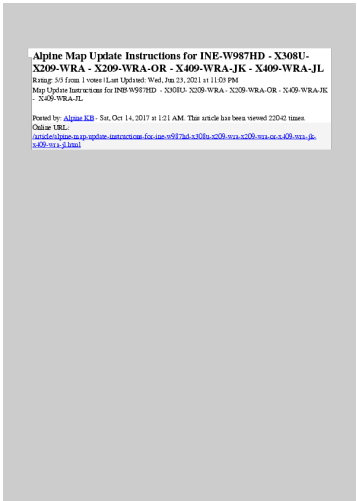 Alpine Map Update Instructions for INE-W987HD - X308U-
X209-WRA - X209-WRA-OR - X409-WRA-JK - X409-WRA-JL
Rating: 5/5 from 1 votes | Last Updated: Wed, Jun 23, 2021 at 11:03 PM
Map Update Instructions for INE-W987HD - X308U- X209-WRA - X209-WRA-OR - X409-WRA-JK
- X409-WRA-JL
Posted by: Alpine KB - Sat, Oct 14, 2017 at 1:21 AM. This article has been viewed 22042 times.
Online URL:
/article/alpine-map-update-instructions-for-ine-w987hd-x308u-x209-wra-x209-wra-or-x409-wra-jk-
x409-wra-jl.html